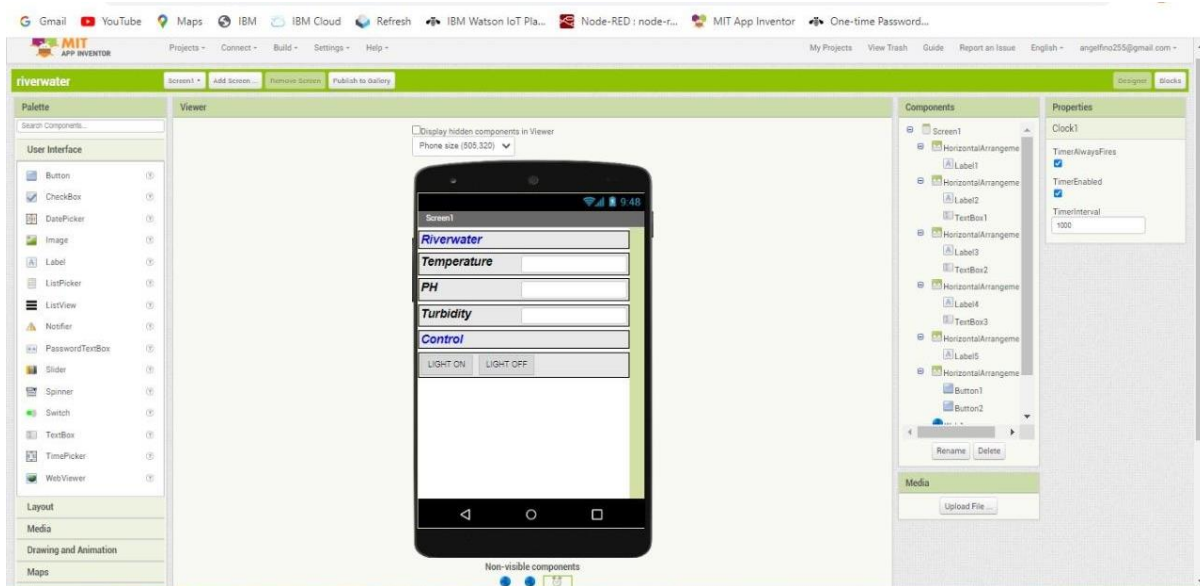 Gmail YouTube Maps IBM IBM Cloud Refresh IBM Watson IoT Pla... Node-RED : node-r... MIT App Inventor One-time Password...
MIT
APP INVENTOR
Projects Connect Build Settings Help
My Projects View Trash Guide Report an Issue English angelfino255@gmail.com
riverwater
Screen1 Add Screen ... Remove Screen Publish to Gallery
Designer Blocks
Palette
Search Components...
User Interface
Button
CheckBox
DatePicker
Image
Label
ListPicker
ListView
Notifier
PasswordTextBox
Slider
Spinner
Switch
TextBox
TimePicker
WebViewer
Layout
Media
Drawing and Animation
Maps
Viewer
Display hidden components in Viewer
Phone size (505,320)
9:48
Screen1
Riverwater
Temperature
PH
Turbidity
Control
LIGHT ON LIGHT OFF
Non-visible components
Components
Screen1
HorizontalArrangeme
Label1
HorizontalArrangeme
Label2
TextBox1
HorizontalArrangeme
Label3
TextBox2
HorizontalArrangeme
Label4
TextBox3
HorizontalArrangeme
Label5
HorizontalArrangeme
Button1
Button2
Rename Delete
Media
Upload File ...
Properties
Clock1
TimerAlwaysFires
TimerEnabled
TimerInterval
1000